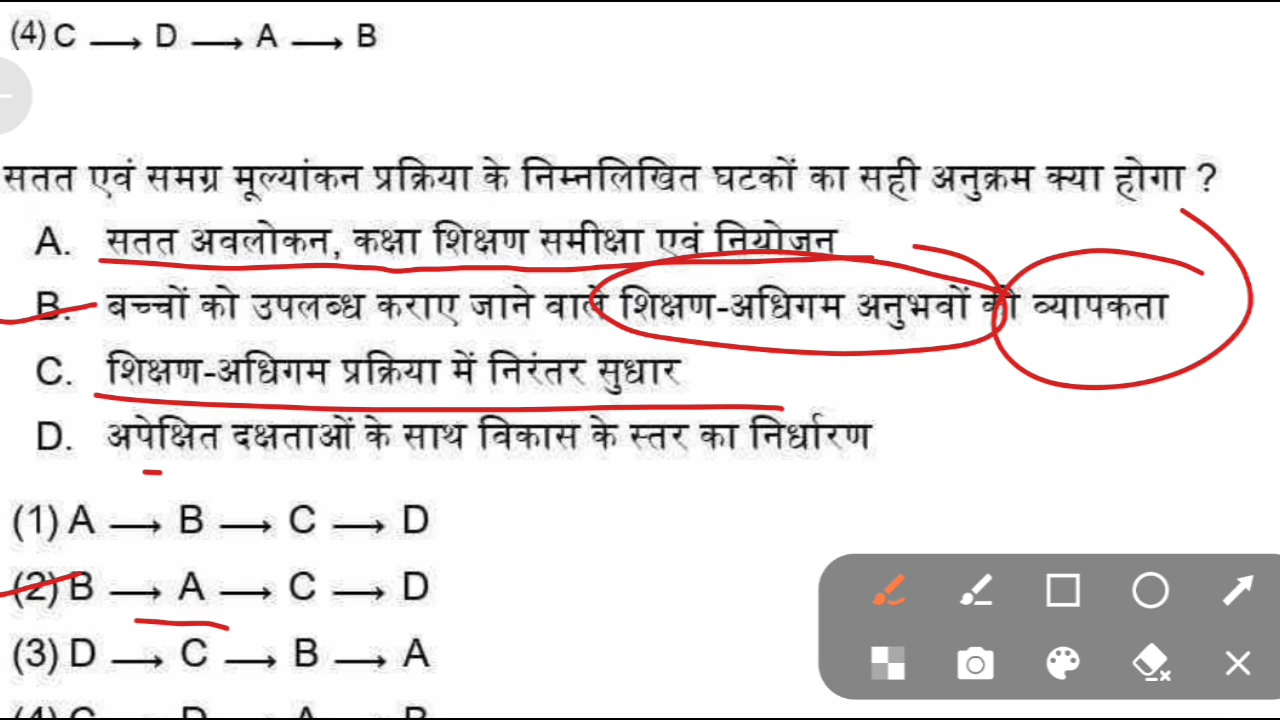 (4) C → D → A → B
सतत एवं समग्र मूल्यांकन प्रक्रिया के निम्नलिखित घटकों का सही अनुक्रम क्या होगा ?
A. सतत अवलोकन, कक्षा शिक्षण समीक्षा एवं नियोजन
B. बच्चों को उपलब्ध कराए जाने वाले शिक्षण-अधिगम अनुभवों की व्यापकता
C. शिक्षण-अधिगम प्रक्रिया में निरंतर सुधार
D. अपेक्षित दक्षताओं के साथ विकास के स्तर का निर्धारण
(1) A → B → C → D
(2) B → A → C → D
(3) D → C → B → A
(4) C → D → A → B